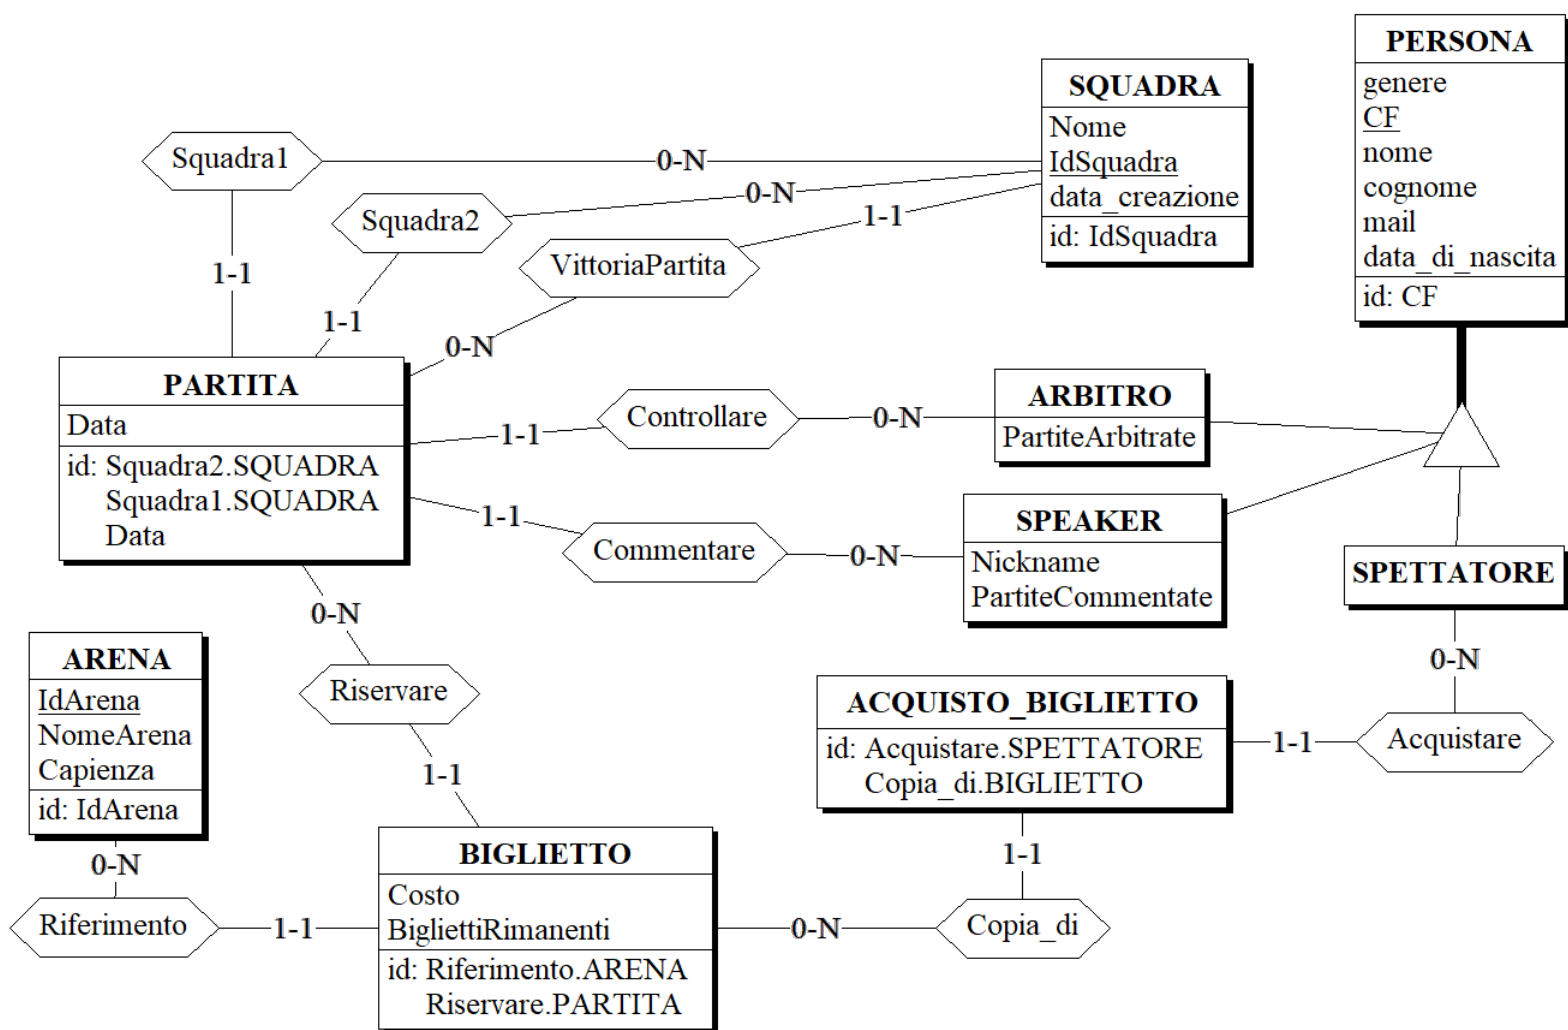 PERSONA
genere
CF
nome
cognome
mail
data_di_nascita
id: CF
SQUADRA
Nome
IdSquadra
data_creazione
id: IdSquadra
Squadra1
0-N
1-1
Squadra2
0-N
1-1
VittoriaPartita
1-1
0-N
PARTITA
Data
id: Squadra2.SQUADRA
Squadra1.SQUADRA
Data
1-1
Controllare
0-N
ARBITRO
PartiteArbitrate
1-1
Commentare
0-N
SPEAKER
Nickname
PartiteCommentate
SPETTATORE
0-N
Acquistare
1-1
ACQUISTO_BIGLIETTO
id: Acquistare.SPETTATORE
Copia_di.BIGLIETTO
1-1
Copia_di
0-N
0-N
Riservare
1-1
ARENA
IdArena
NomeArena
Capienza
id: IdArena
0-N
Riferimento
1-1
BIGLIETTO
Costo
BigliettiRimanenti
id: Riferimento.ARENA
Riservare.PARTITA